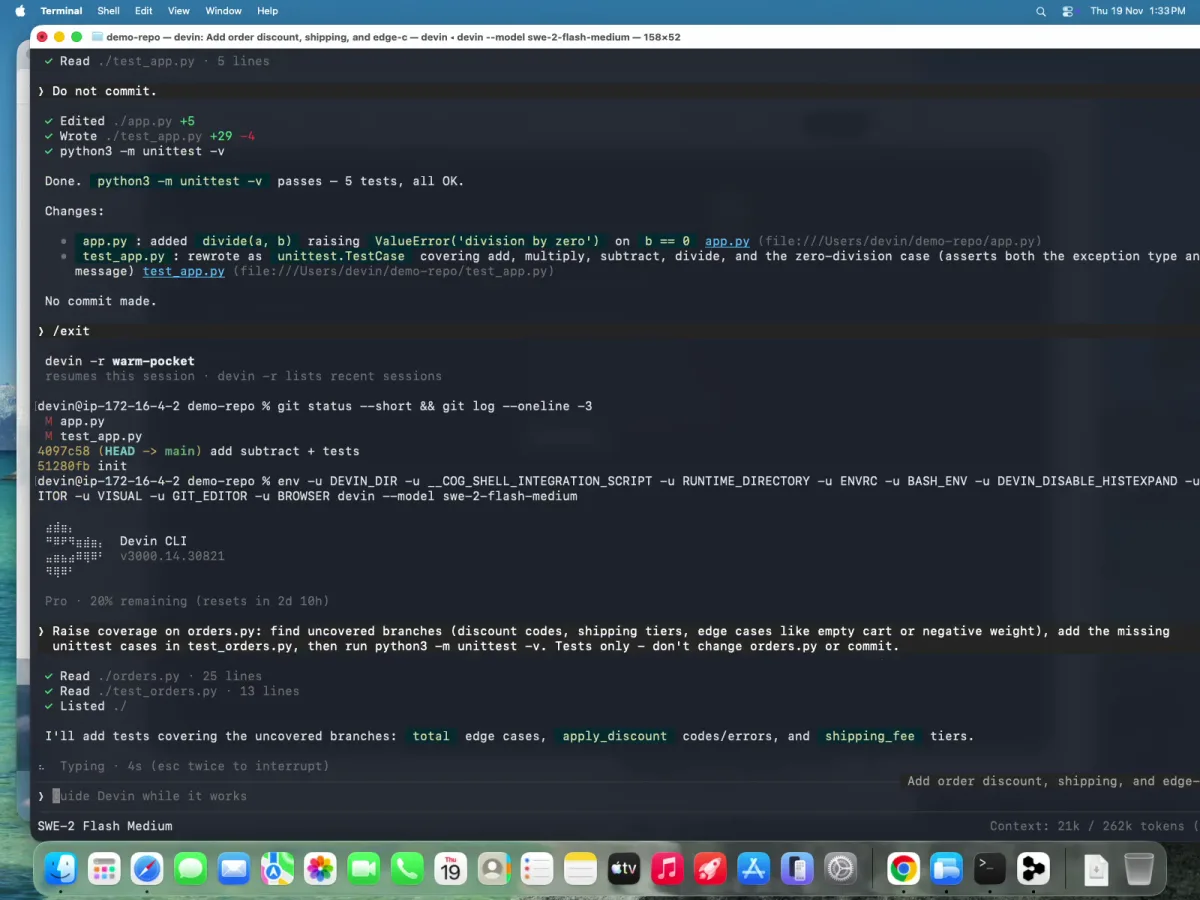 Terminal Shell Edit View Window Help Thu 19 Nov 1:33 PM
demo-repo — devin: Add order discount, shipping, and edge-c — devin ◂ devin --model swe-2-flash-medium — 158×52
✓ Read ./test_app.py · 5 lines
❯ Do not commit.
✓ Edited ./app.py +5
✓ Wrote ./test_app.py +29 -4
✓ python3 -m unittest -v
Done. python3 -m unittest -v passes — 5 tests, all OK.
Changes:
• app.py : added divide(a, b) raising ValueError('division by zero') on b == 0 app.py (file:///Users/devin/demo-repo/app.py)
• test_app.py : rewrote as unittest.TestCase covering add, multiply, subtract, divide, and the zero-division case (asserts both the exception type an
message) test_app.py (file:///Users/devin/demo-repo/test_app.py)
No commit made.
❯ /exit
devin -r warm-pocket
resumes this session · devin -r lists recent sessions
[devin@ip-172-16-4-2 demo-repo % git status --short && git log --oneline -3
M app.py
M test_app.py
4097c58 (HEAD -> main) add subtract + tests
51280fb init
[devin@ip-172-16-4-2 demo-repo % env -u DEVIN_DIR -u __COG_SHELL_INTEGRATION_SCRIPT -u RUNTIME_DIRECTORY -u ENVRC -u BASH_ENV -u DEVIN_DISABLE_HISTEXPAND -u
ITOR -u VISUAL -u GIT_EDITOR -u BROWSER devin --model swe-2-flash-medium
Devin CLI
v3000.14.30821
Pro · 20% remaining (resets in 2d 10h)
❯ Raise coverage on orders.py: find uncovered branches (discount codes, shipping tiers, edge cases like empty cart or negative weight), add the missing
unittest cases in test_orders.py, then run python3 -m unittest -v. Tests only - don't change orders.py or commit.
✓ Read ./orders.py · 25 lines
✓ Read ./test_orders.py · 13 lines
✓ Listed ./
I'll add tests covering the uncovered branches: total edge cases, apply_discount codes/errors, and shipping_fee tiers.
Typing · 4s (esc twice to interrupt)
Add order discount, shipping, and edge-
❯ Guide Devin while it works
SWE-2 Flash Medium Context: 21k / 262k tokens (
Thu
19
tv